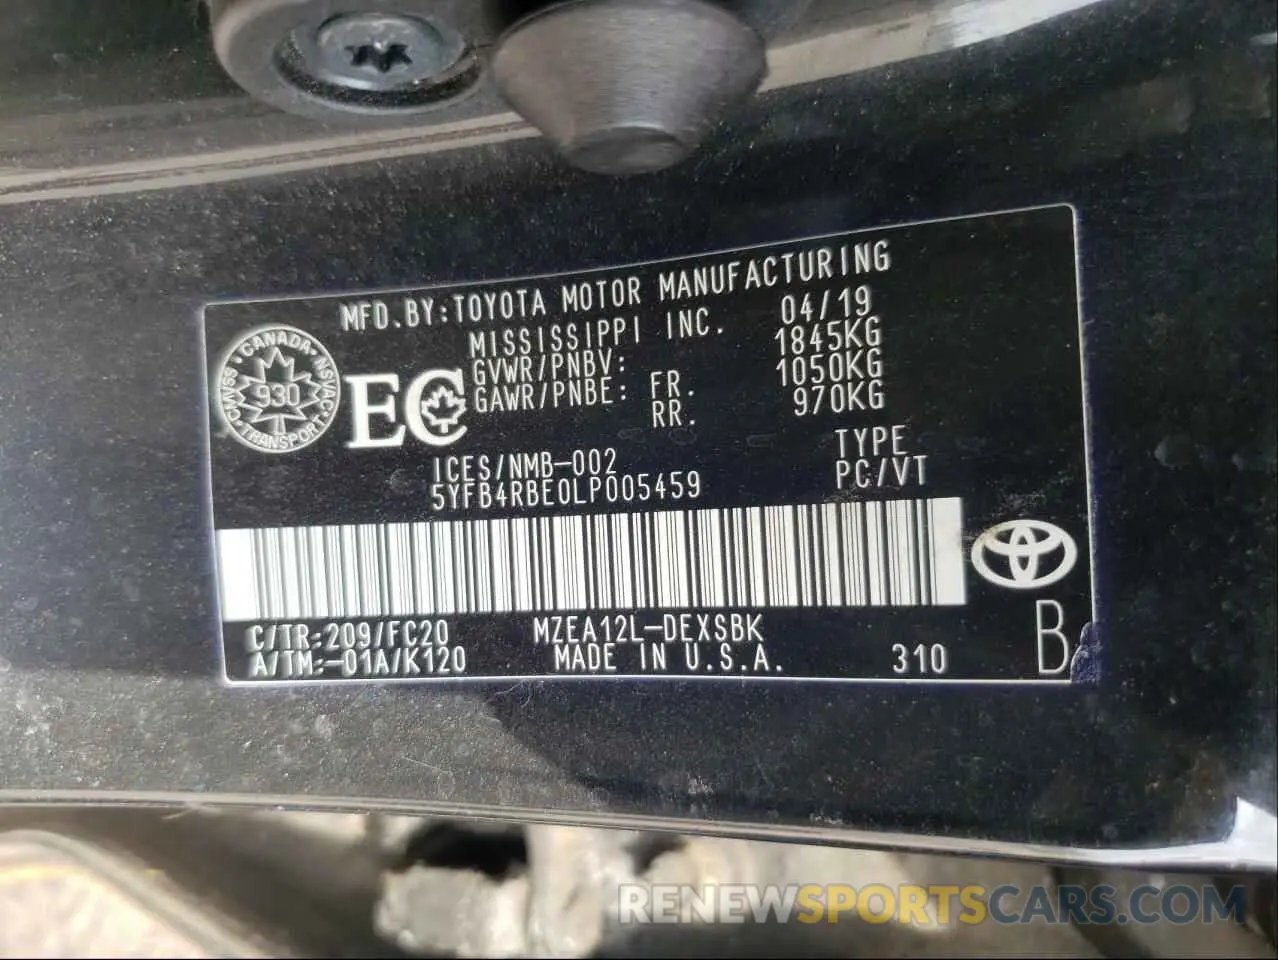 MFD.BY:TOYOTA MOTOR MANUFACTURING
MISSISSIPPI INC. 04/19
GVWR/PNBV: 1845KG
GAWR/PNBE: FR. 1050KG
RR. 970KG
CANADA
NSVAC
930
CMVSS
TRANSPORT
EC
ICES/NMB-002 TYPE
5YFB4RBE0LP005459 PC/VT
C/TR:209/FC20 MZEA12L-DEXSBK
A/TM:-01A/K120 MADE IN U.S.A. 310 B
RENEWSPORTSCARS.COM